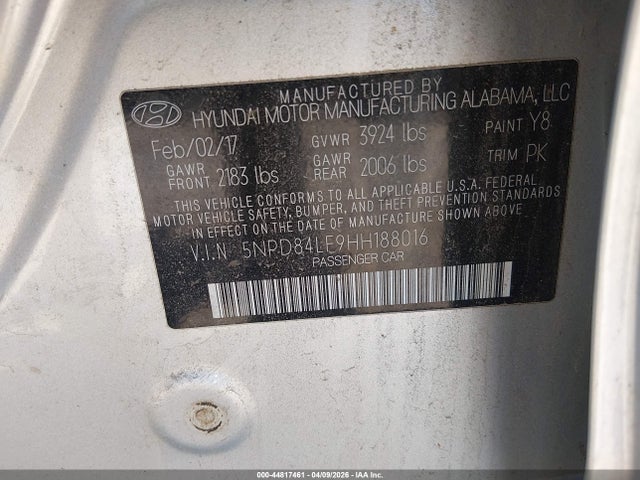 MANUFACTURED BY
HYUNDAI MOTOR MANUFACTURING ALABAMA, LLC
Feb/02/17 GVWR 3924 lbs PAINT Y8
GAWR FRONT 2183 lbs GAWR REAR 2006 lbs TRIM PK
THIS VEHICLE CONFORMS TO ALL APPLICABLE U.S.A. FEDERAL
MOTOR VEHICLE SAFETY, BUMPER, AND THEFT PREVENTION STANDARDS
IN EFFECT ON THE DATE OF MANUFACTURE SHOWN ABOVE.
V.I.N 5NPD84LE9HH188016
PASSENGER CAR
000-44817461 - 04/09/2026 - IAA Inc.